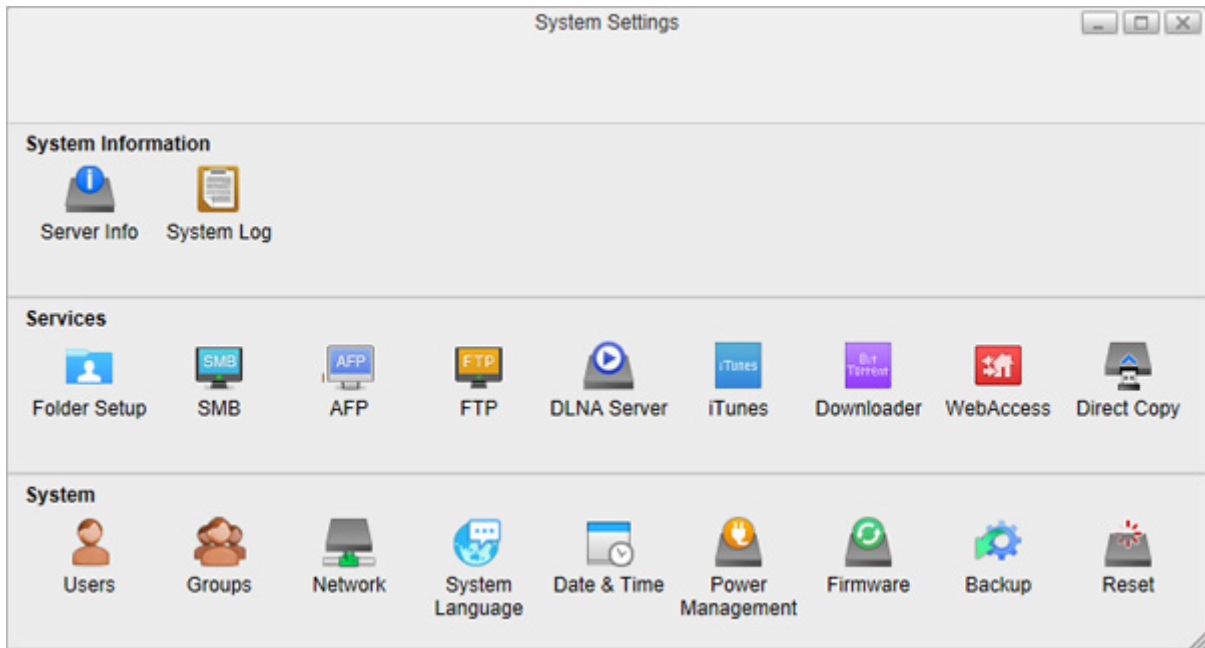 System Settings
System Information
Server Info System Log
Services
SMB AFP FTP iTunes Bit
Torrent
Folder Setup SMB AFP FTP DLNA Server iTunes Downloader WebAccess Direct Copy
System
Users Groups Network System Date & Time Power Firmware Backup Reset
Language Management